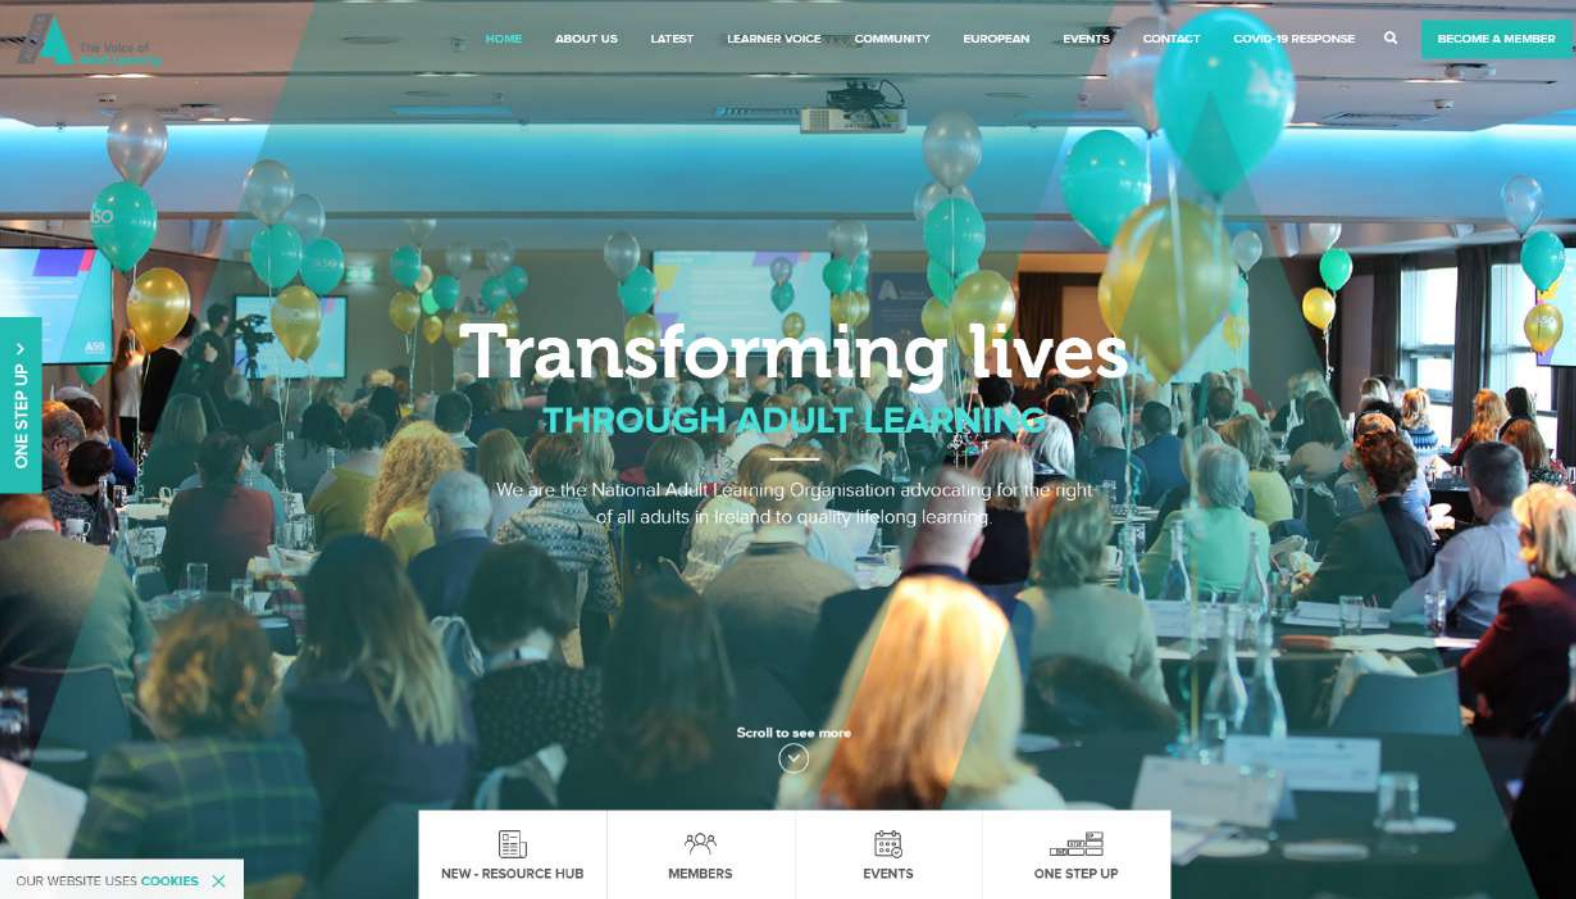 The Voice of
Adult Learning
HOME
ABOUT US
LATEST
LEARNER VOICE
COMMUNITY
EUROPEAN
EVENTS
CONTACT
COVID-19 RESPONSE
BECOME A MEMBER
ASO
ASO
ONE STEP UP
Transforming lives
THROUGH ADULT LEARNING
We are the National Adult Learning Organisation advocating for the right
of all adults in Ireland to quality lifelong learning.
Scroll to see more
NEW - RESOURCE HUB
MEMBERS
EVENTS
ONE STEP UP
OUR WEBSITE USES COOKIES